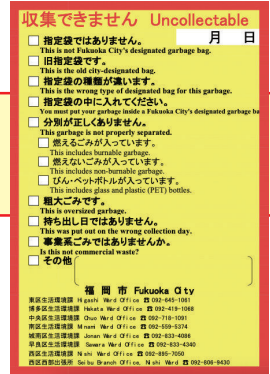 収集できません Uncollectable
月 日
指定袋ではありません。
This is not Fukuoka City's designated garbage bag.
旧指定袋です。
This is the old city-designated bag.
指定袋の種類が違います。
This is the wrong type of designated bag for this garbage.
指定袋の中に入れてください。
You must put your garbage inside a Fukuoka City's designated garbage ba
分別が正しくありません。
This garbage is not properly separated.
燃えるごみが入っています。
This includes burnable garbage.
燃えないごみが入っています。
This includes non-burnable garbage.
びん・ペットボトルが入っています。
This includes glass and plastic (PET) bottles.
粗大ごみです。
This is oversized garbage.
持ち出し日ではありません。
This was put out on the wrong collection day.
事業系ごみではありませんか。
Is this not commercial waste?
その他
福岡市 Fukuoka City
東区生活環境課 Higashi Ward Office ☎ 092-645-1061
博多区生活環境課 Hakata Ward Office ☎ 092-419-1068
中央区生活環境課 Chuo Ward Office ☎ 092-718-1091
南区生活環境課 Minami Ward Office ☎ 092-559-5374
城南区生活環境課 Jonan Ward Office ☎ 092-833-4086
早良区生活環境課 Sawara Ward Office ☎ 092-833-4340
西区生活環境課 Nishi Ward Office ☎ 092-895-7050
西区西部出張所 Seibu Branch Office, Nishi Ward ☎ 092-806-9430